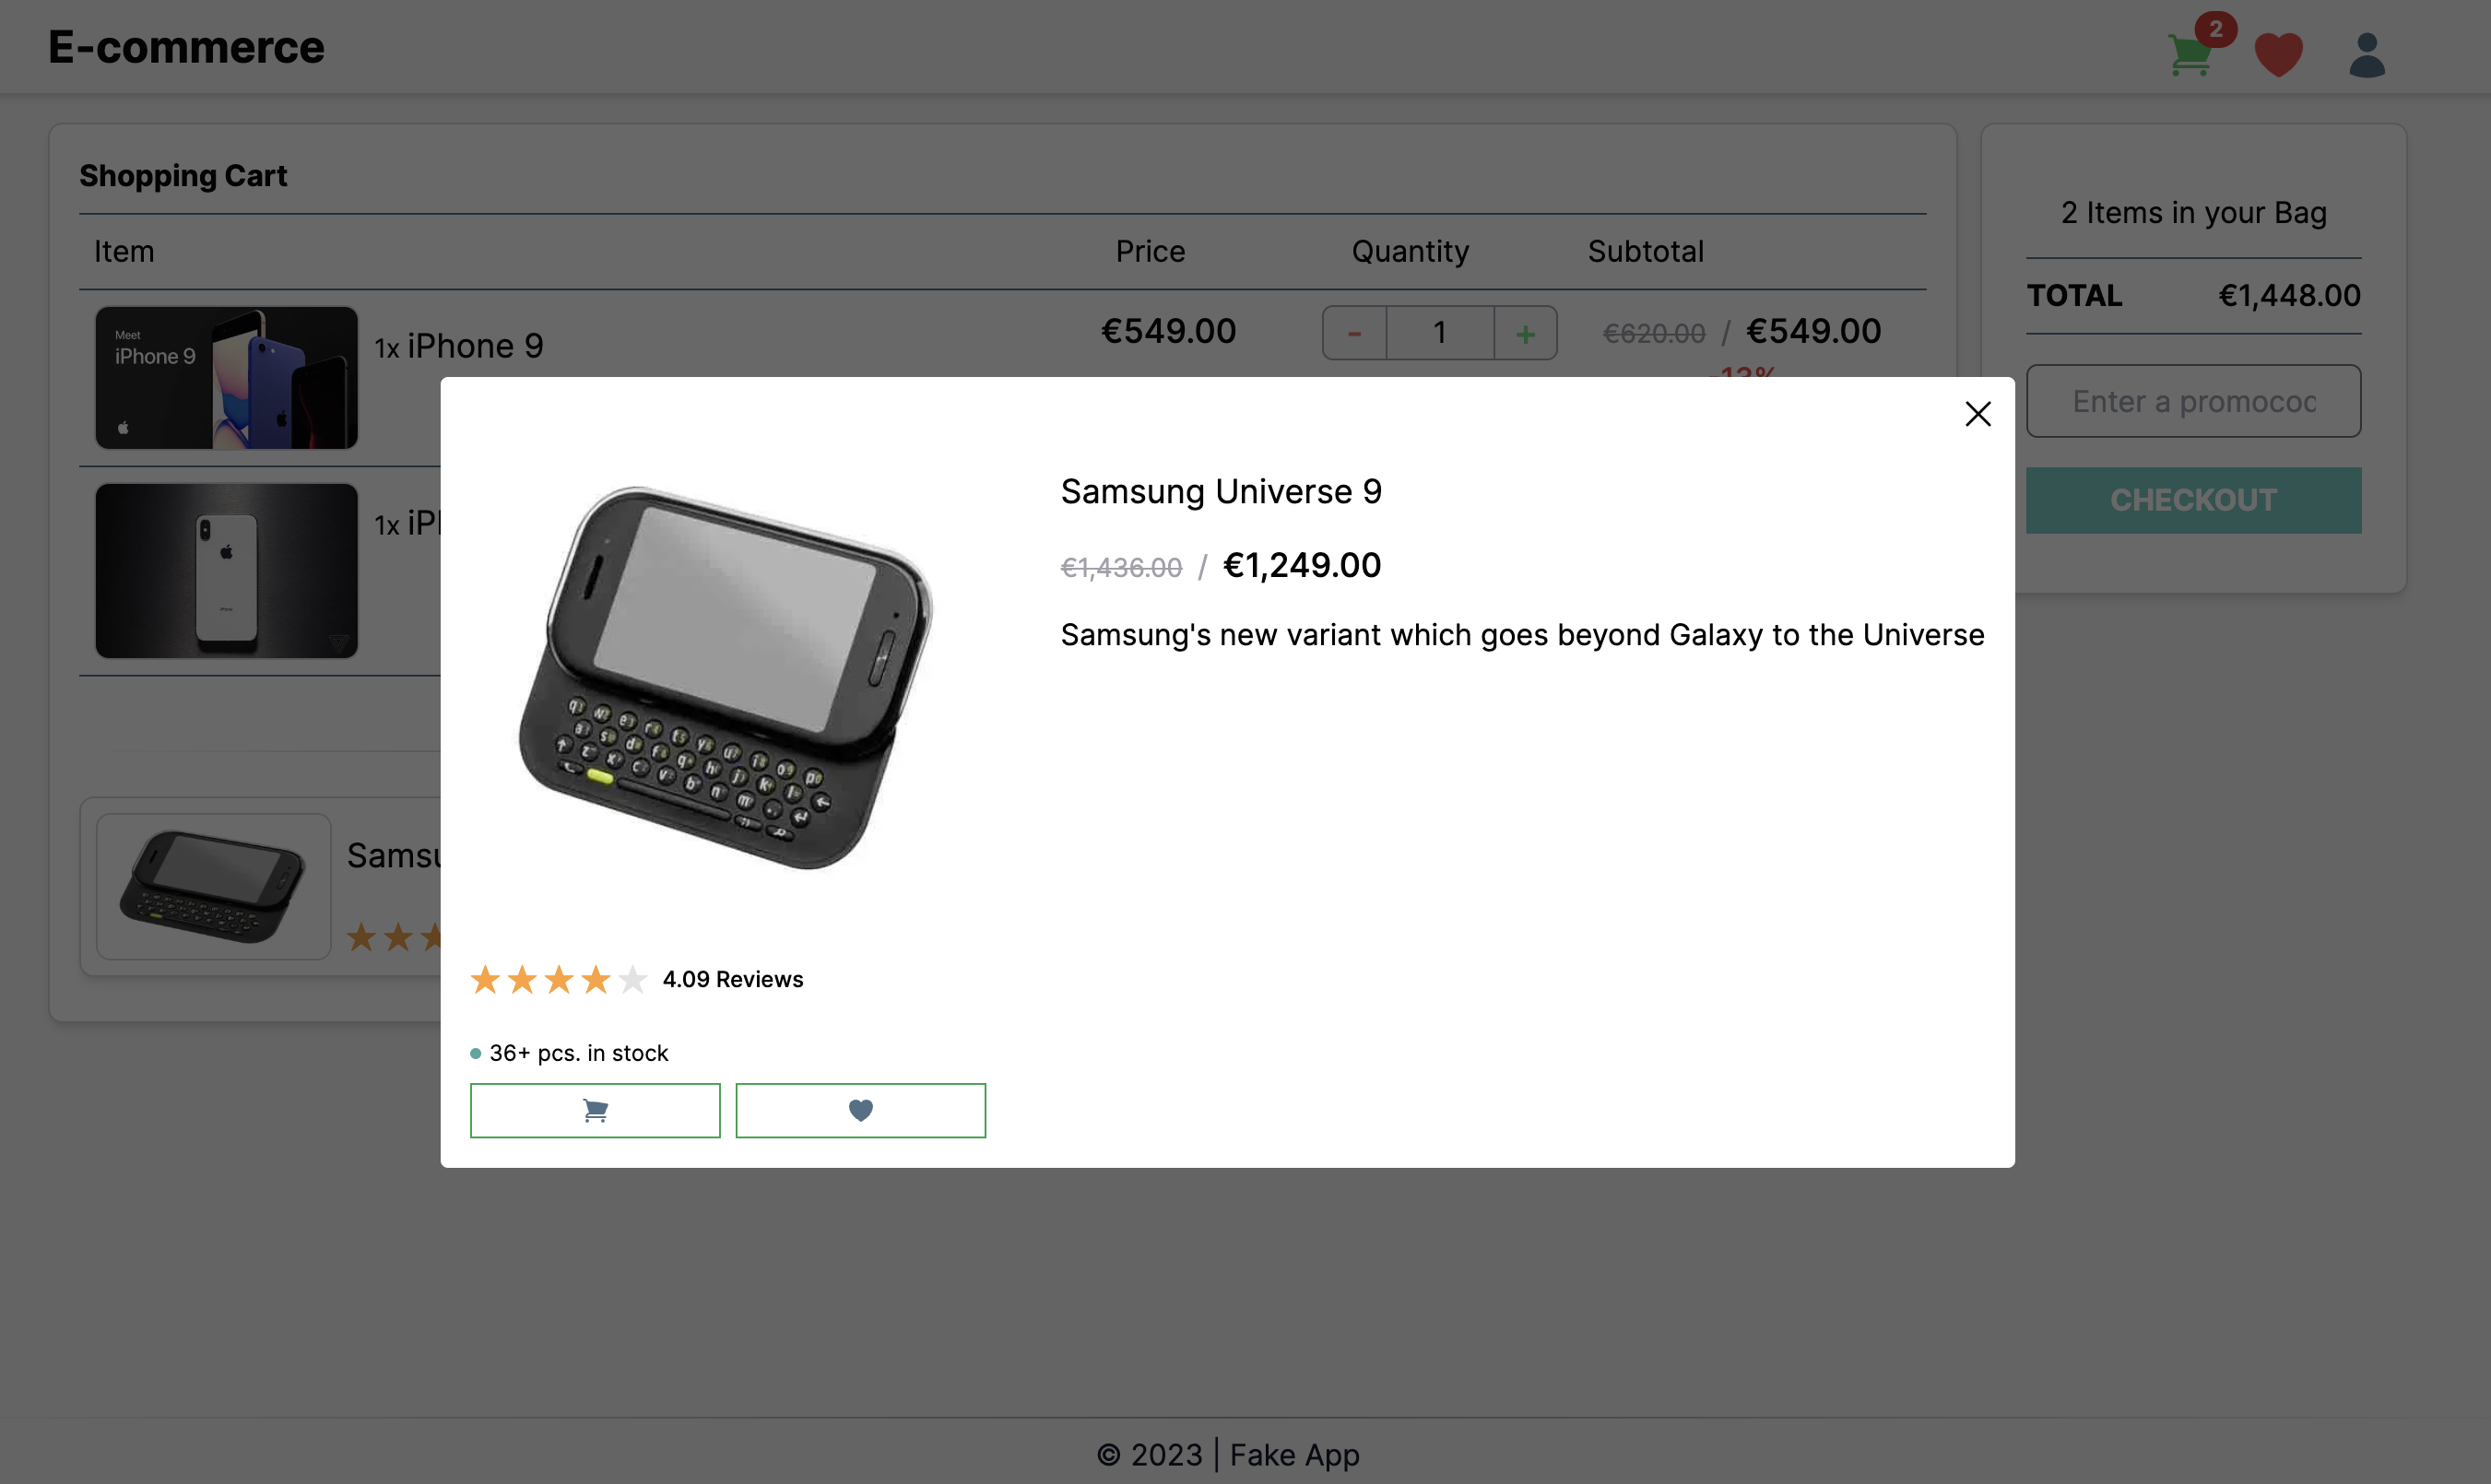 E-commerce
2
Shopping Cart
Item Price Quantity Subtotal
Meet
iPhone 9
1x iPhone 9
€549.00
- 1 +
€620.00 / €549.00
-13%
1x iP
Samsu
2 Items in your Bag
TOTAL €1,448.00
Enter a promococ
CHECKOUT
Samsung Universe 9
€1,436.00 / €1,249.00
Samsung's new variant which goes beyond Galaxy to the Universe
4.09 Reviews
36+ pcs. in stock
© 2023 | Fake App